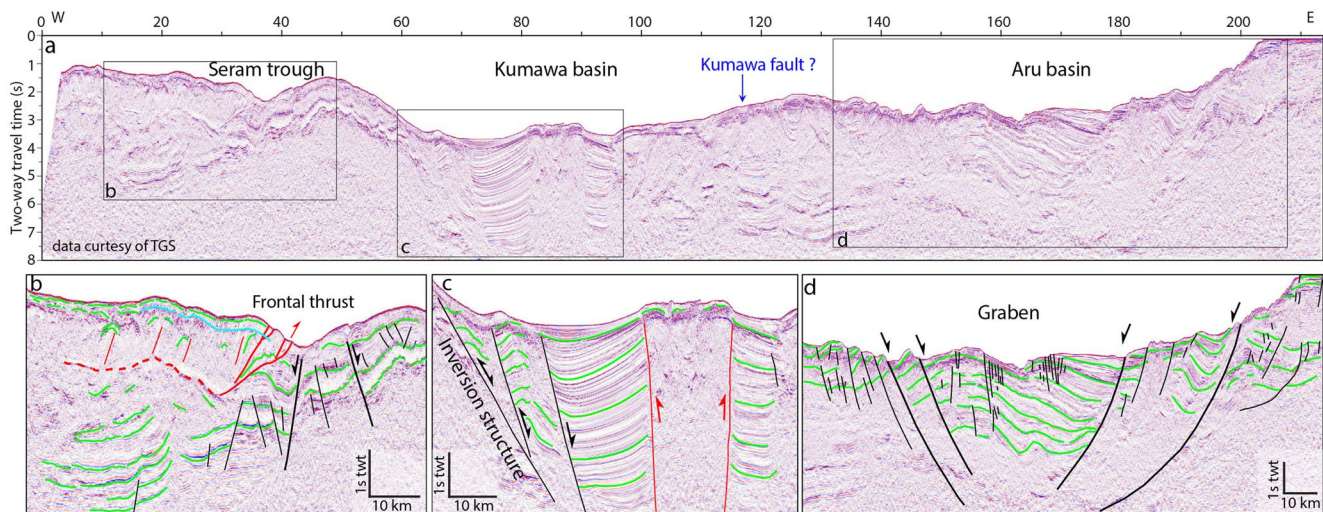 0 W 20 40 60 80 100 120 140 160 180 200 E
a
Seram trough
Kumawa basin
Kumawa fault ?
Aru basin
Two-way travel time (s)
0
1
2
3
4
5
6
7
8
b
c
d
data curtesy of TGS
b
Frontal thrust
1s twt
10 km
c
Inversion structure
1s twt
10 km
d
Graben
1s twt
10 km